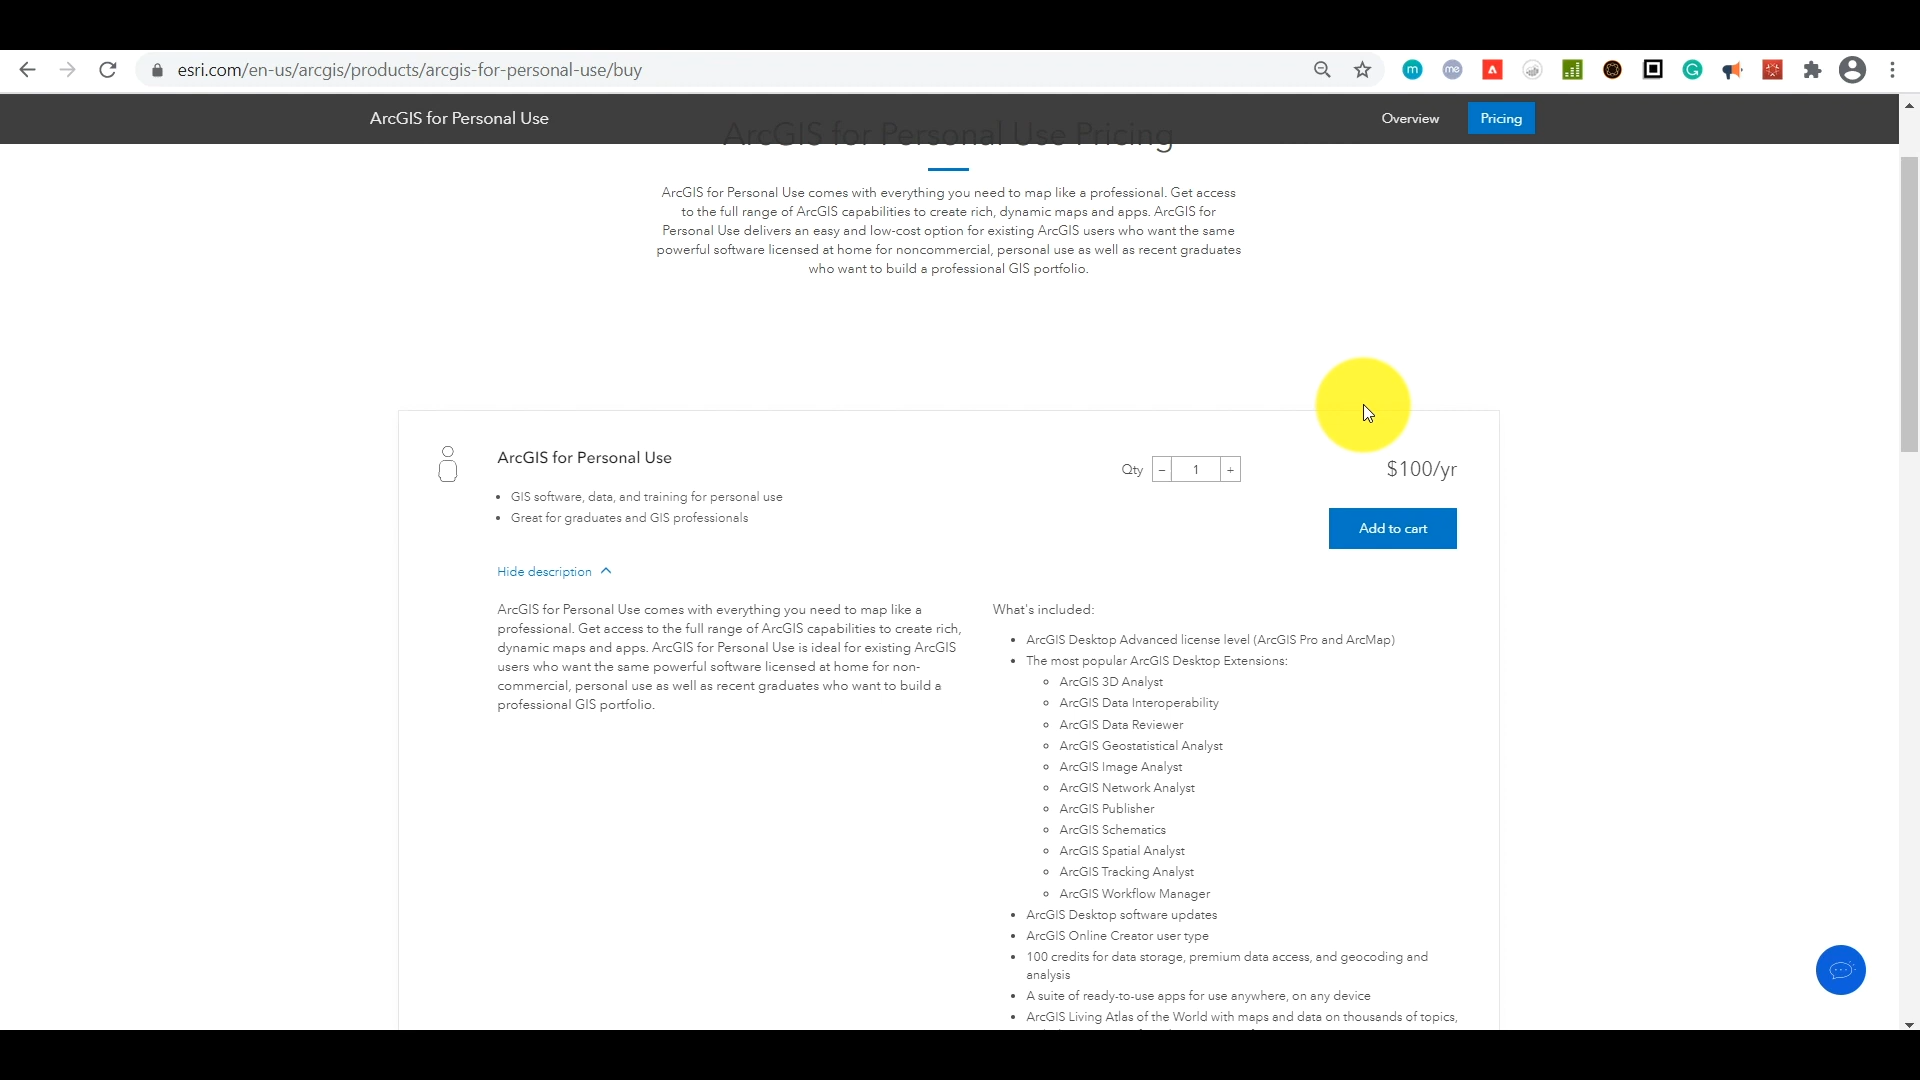 esri.com/en-us/arcgis/products/arcgis-for-personal-use/buy
m
me
ArcGIS for Personal Use
Overview
Pricing
ArcGIS for Personal Use Pricing
ArcGIS for Personal Use comes with everything you need to map like a professional. Get access
to the full range of ArcGIS capabilities to create rich, dynamic maps and apps. ArcGIS for
Personal Use delivers an easy and low-cost option for existing ArcGIS users who want the same
powerful software licensed at home for noncommercial, personal use as well as recent graduates
who want to build a professional GIS portfolio.
ArcGIS for Personal Use
Qty
-
1
+
$100/yr
GIS software, data, and training for personal use
Great for graduates and GIS professionals
Add to cart
Hide description
ArcGIS for Personal Use comes with everything you need to map like a
professional. Get access to the full range of ArcGIS capabilities to create rich,
dynamic maps and apps. ArcGIS for Personal Use is ideal for existing ArcGIS
users who want the same powerful software licensed at home for non-
commercial, personal use as well as recent graduates who want to build a
professional GIS portfolio.
What's included:
ArcGIS Desktop Advanced license level (ArcGIS Pro and ArcMap)
The most popular ArcGIS Desktop Extensions:
ArcGIS 3D Analyst
ArcGIS Data Interoperability
ArcGIS Data Reviewer
ArcGIS Geostatistical Analyst
ArcGIS Image Analyst
ArcGIS Network Analyst
ArcGIS Publisher
ArcGIS Schematics
ArcGIS Spatial Analyst
ArcGIS Tracking Analyst
ArcGIS Workflow Manager
ArcGIS Desktop software updates
ArcGIS Online Creator user type
100 credits for data storage, premium data access, and geocoding and
analysis
A suite of ready-to-use apps for use anywhere, on any device
ArcGIS Living Atlas of the World with maps and data on thousands of topics,